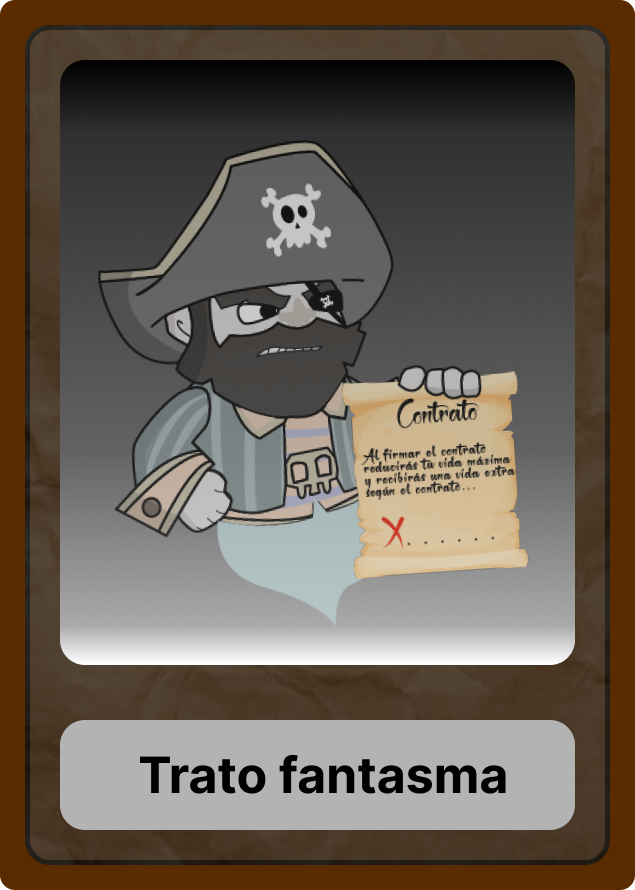 Contrato
Al firmar el contrato
reducirás tu vida máxima
y recibirás una vida extra
según el contrato...
X. . . . . .
Trato fantasma